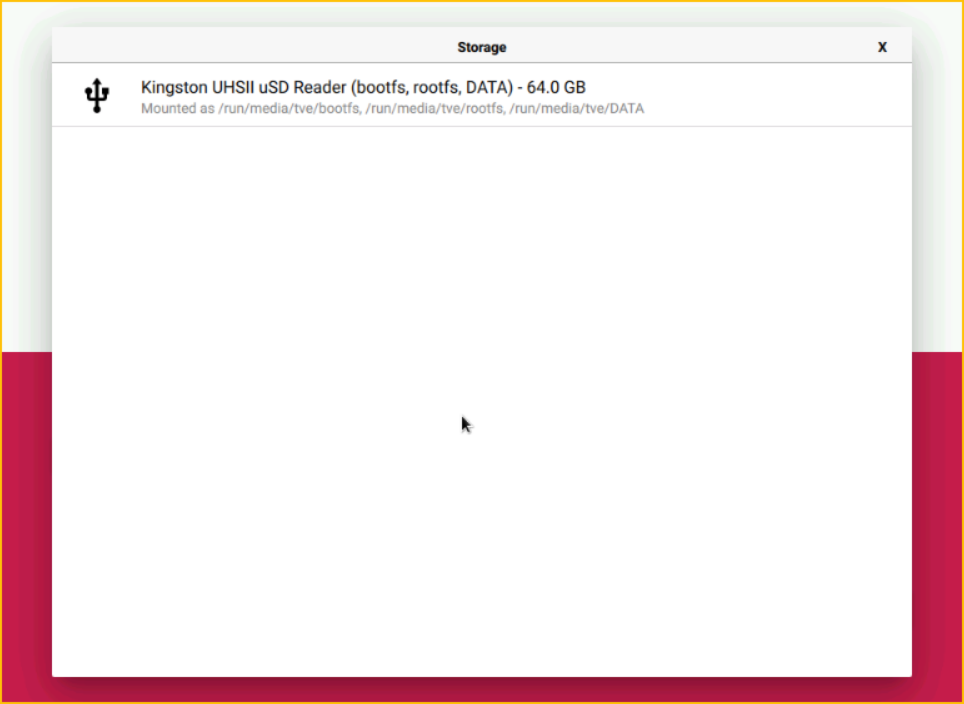 Storage X
Kingston UHSII uSD Reader (bootfs, rootfs, DATA) - 64.0 GB
Mounted as /run/media/tve/bootfs, /run/media/tve/rootfs, /run/media/tve/DATA